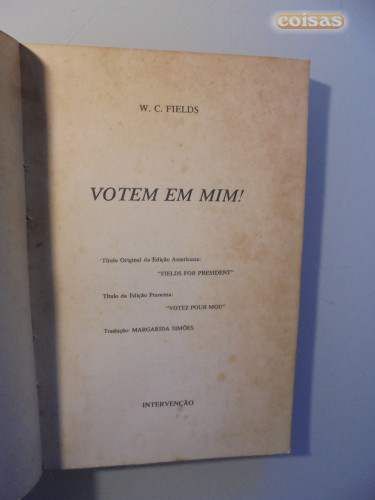 coisas
W. C. FIELDS
VOTEM EM MIM!
Título Original da Edição Americana:
"FIELDS FOR PRESIDENT"
Título da Edição Francesa:
"VOTEZ POUR MOI!"
Tradução: MARGARIDA SIMÕES
INTERVENÇÃO